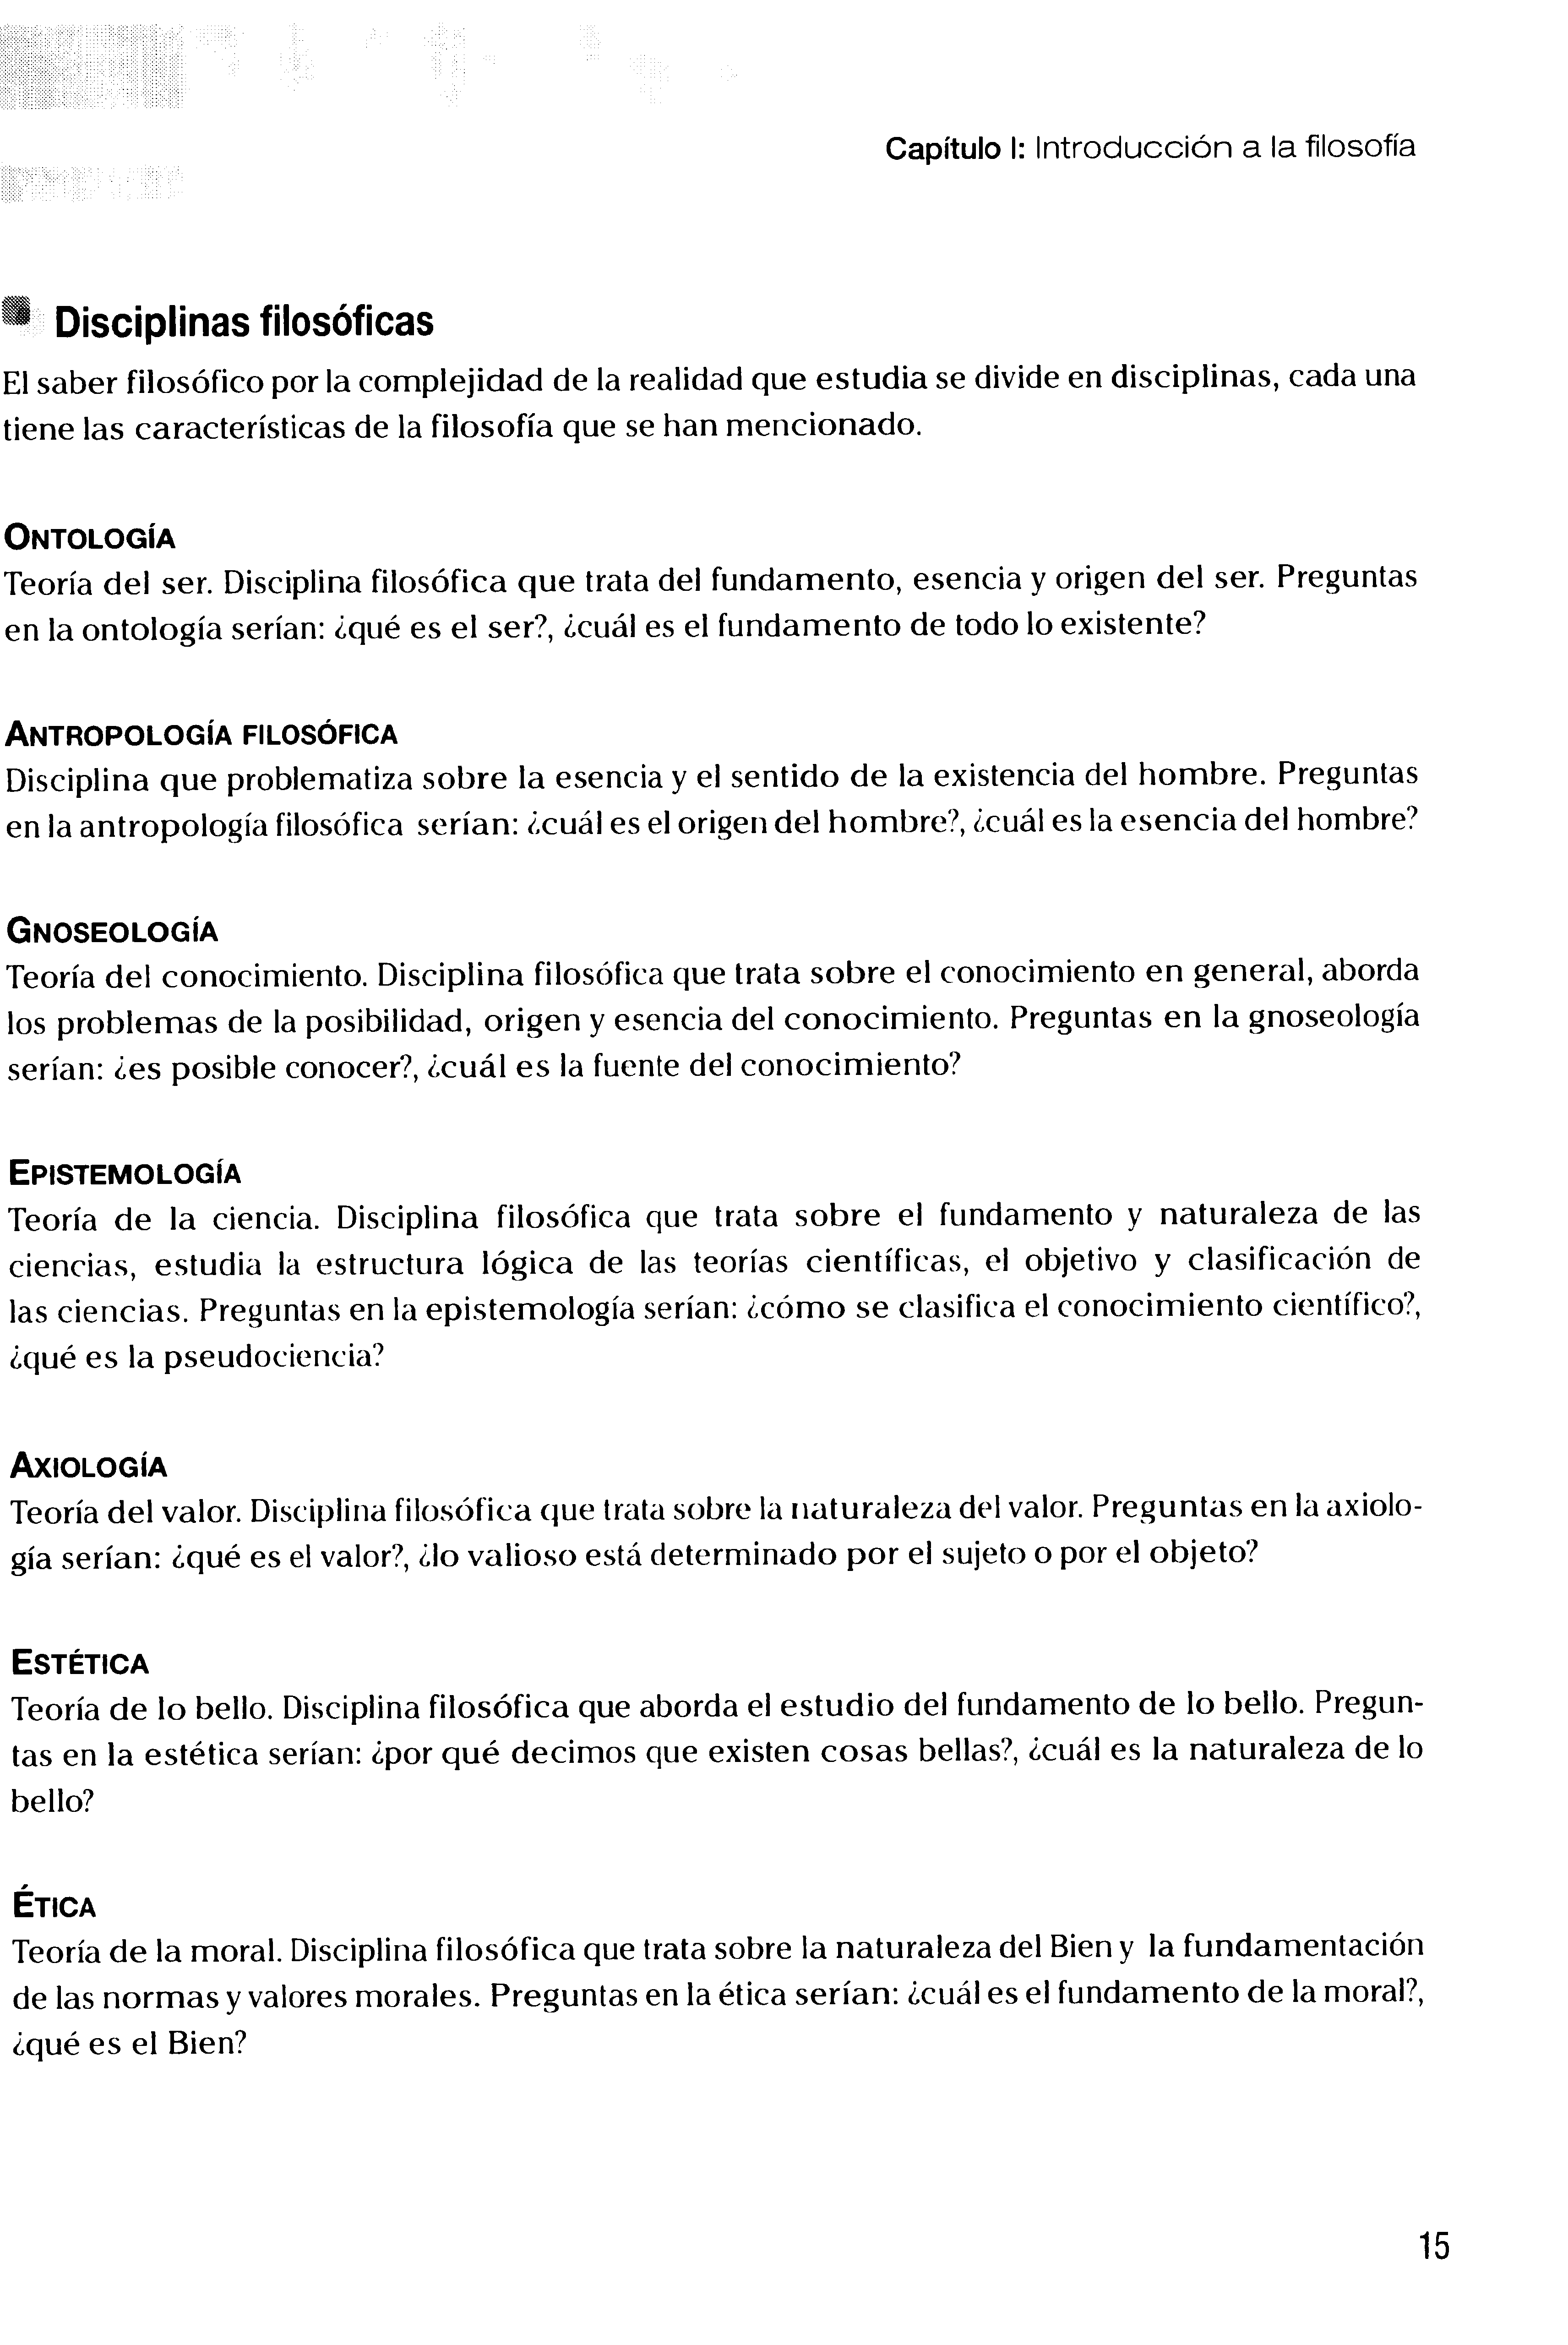 Capítulo I: Introducción a la filosofía
Disciplinas filosóficas
El saber filosófico por la complejidad de la realidad que estudia se divide en disciplinas, cada una
tiene las características de la filosofía que se han mencionado.
ONTOLOGÍA
Teoría del ser. Disciplina filosófica que trata del fundamento, esencia y origen del ser. Preguntas
en la ontología serían: ¿qué es el ser?, ¿cuál es el fundamento de todo lo existente?
ANTROPOLOGÍA FILOSÓFICA
Disciplina que problematiza sobre la esencia y el sentido de la existencia del hombre. Preguntas
en la antropología filosófica serían: ¿cuál es el origen del hombre?, ¿cuál es la esencia del hombre?
GNOSEOLOGÍA
Teoría del conocimiento. Disciplina filosófica que trata sobre el conocimiento en general, aborda
los problemas de la posibilidad, origen y esencia del conocimiento. Preguntas en la gnoseología
serían: ¿es posible conocer?, ¿cuál es la fuente del conocimiento?
EPISTEMOLOGÍA
Teoría de la ciencia. Disciplina filosófica que trata sobre el fundamento y naturaleza de las
ciencias, estudia la estructura lógica de las teorías científicas, el objetivo y clasificación de
las ciencias. Preguntas en la epistemología serían: ¿cómo se clasifica el conocimiento científico?,
¿qué es la pseudociencia?
AXIOLOGÍA
Teoría del valor. Disciplina filosófica que trata sobre la naturaleza del valor. Preguntas en la axiolo-
gía serían: ¿qué es el valor?, ¿lo valioso está determinado por el sujeto o por el objeto?
ESTÉTICA
Teoría de lo bello. Disciplina filosófica que aborda el estudio del fundamento de lo bello. Pregun-
tas en la estética serían: ¿por qué decimos que existen cosas bellas?, ¿cuál es la naturaleza de lo
bello?
ÉTICA
Teoría de la moral. Disciplina filosófica que trata sobre la naturaleza del Bien y la fundamentación
de las normas y valores morales. Preguntas en la ética serían: ¿cuál es el fundamento de la moral?,
¿qué es el Bien?
15